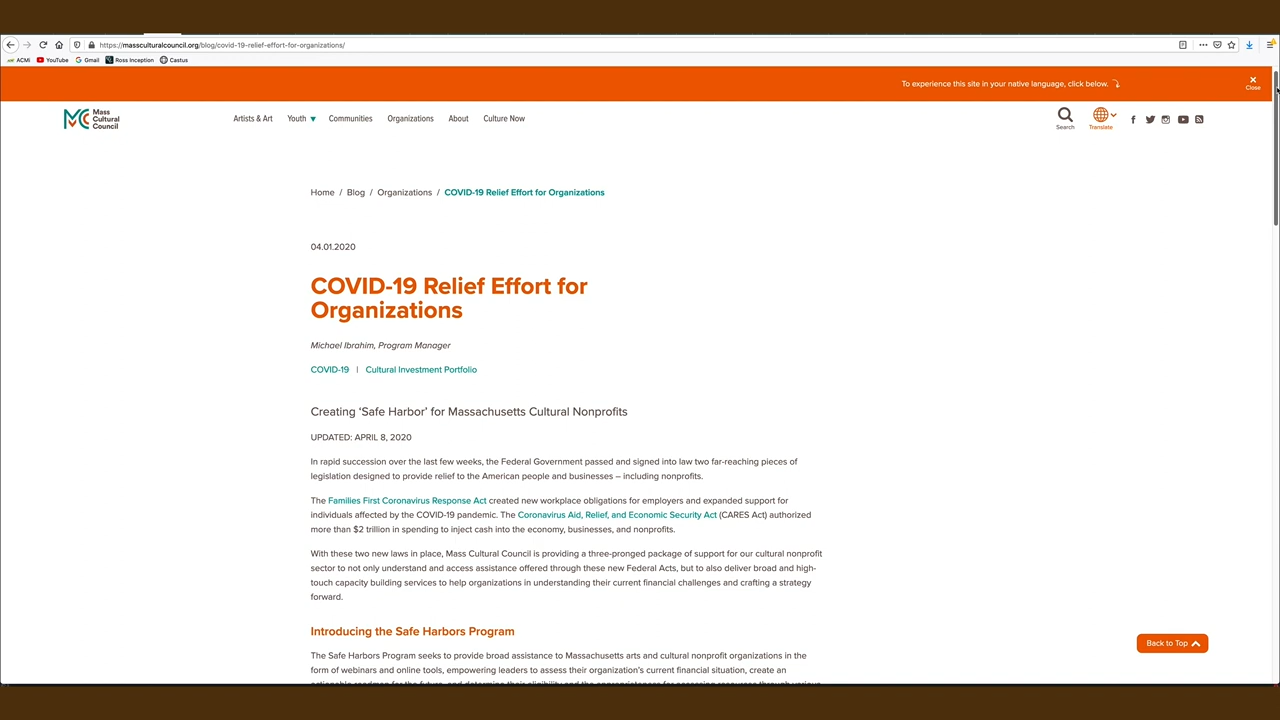 https://massculturalcouncil.org/blog/covid-19-relief-effort-for-organizations/
ACMi YouTube Gmail Ross Inception Castus
To experience this site in your native language, click below.
Close
Mass
Cultural
Council
Artists & Art Youth Communities Organizations About Culture Now
Search Translate
Home / Blog / Organizations / COVID-19 Relief Effort for Organizations
04.01.2020
COVID-19 Relief Effort for
Organizations
Michael Ibrahim, Program Manager
COVID-19 | Cultural Investment Portfolio
Creating ‘Safe Harbor’ for Massachusetts Cultural Nonprofits
UPDATED: APRIL 8, 2020
In rapid succession over the last few weeks, the Federal Government passed and signed into law two far-reaching pieces of
legislation designed to provide relief to the American people and businesses – including nonprofits.
The Families First Coronavirus Response Act created new workplace obligations for employers and expanded support for
individuals affected by the COVID-19 pandemic. The Coronavirus Aid, Relief, and Economic Security Act (CARES Act) authorized
more than $2 trillion in spending to inject cash into the economy, businesses, and nonprofits.
With these two new laws in place, Mass Cultural Council is providing a three-pronged package of support for our cultural nonprofit
sector to not only understand and access assistance offered through these new Federal Acts, but to also deliver broad and high-
touch capacity building services to help organizations in understanding their current financial challenges and crafting a strategy
forward.
Introducing the Safe Harbors Program
Back to Top
The Safe Harbors Program seeks to provide broad assistance to Massachusetts arts and cultural nonprofit organizations in the
form of webinars and online tools, empowering leaders to assess their organization's current financial situation, create an